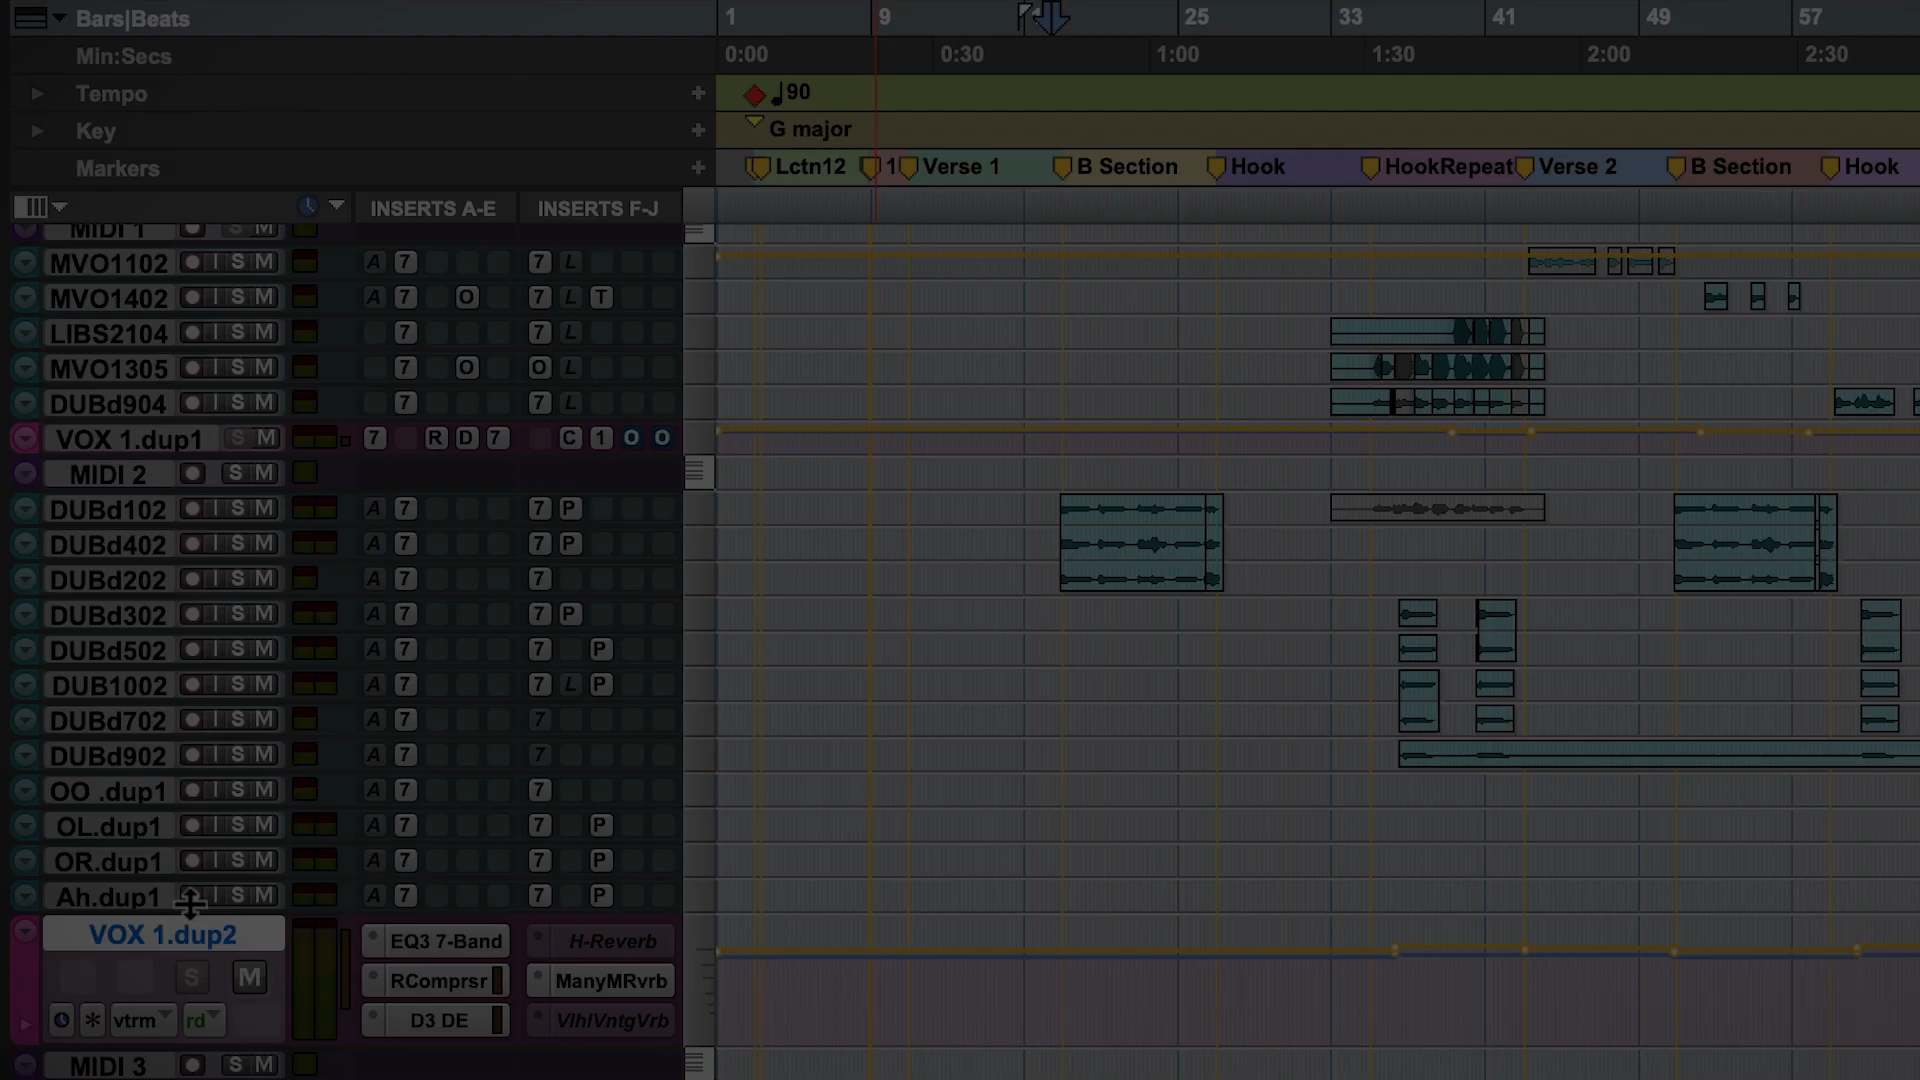 Bars|Beats 1 9 25 33 41 49 57
Min:Secs 0:00 0:30 1:00 1:30 2:00 2:30
Tempo + 90
Key + G major
Markers + Lctn12 1 Verse 1 B Section Hook HookRepeat Verse 2 B Section Hook
INSERTS A-E INSERTS F-J
MIDI 1 S M
MVO1102 I S M A 7 7 L
MVO1402 I S M A 7 O 7 L T
LIBS2104 I S M 7 7 L
MVO1305 I S M 7 O O L
DUBd904 I S M 7 7 L
VOX 1.dup1 S M 7 R D 7 C 1 O O
MIDI 2 S M
DUBd102 I S M A 7 7 P
DUBd402 I S M A 7 7 P
DUBd202 I S M A 7 7
DUBd302 I S M A 7 7 P
DUBd502 I S M A 7 7 P
DUB1002 I S M A 7 7 L P
DUBd702 I S M A 7 7
DUBd902 I S M A 7 7
OO .dup1 I S M A 7 7
OL.dup1 I S M A 7 7 P
OR.dup1 I S M A 7 7 P
Ah.dup1 I S M A 7 7 P
VOX 1.dup2 EQ3 7-Band H-Reverb
S M RComprsr ManyMRvrb
* vtrm rd D3 DE VlhlVntgVrb
MIDI 3 S M